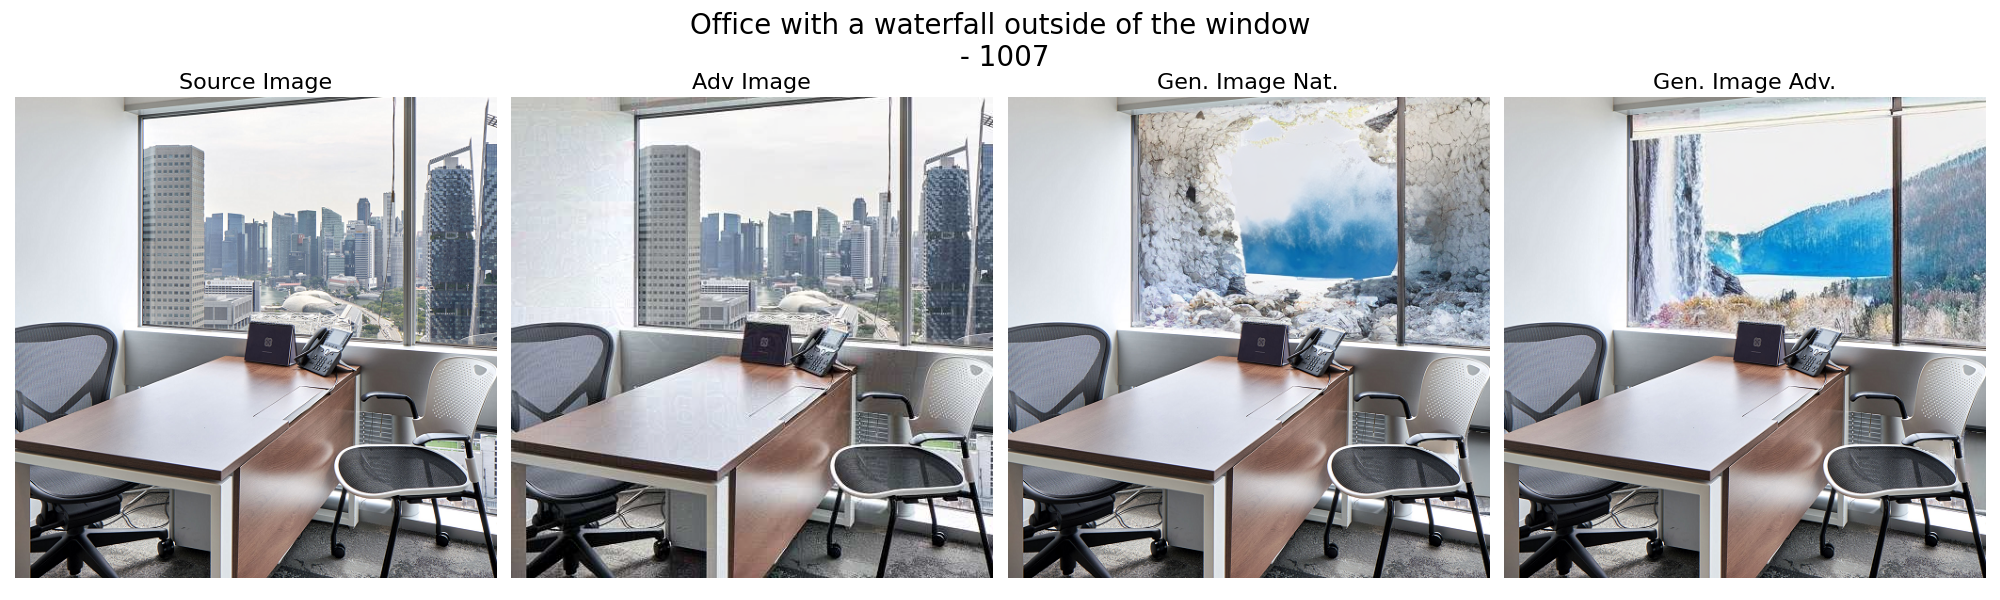 Office with a waterfall outside of the window
- 1007
Source Image
Adv Image
Gen. Image Nat.
Gen. Image Adv.